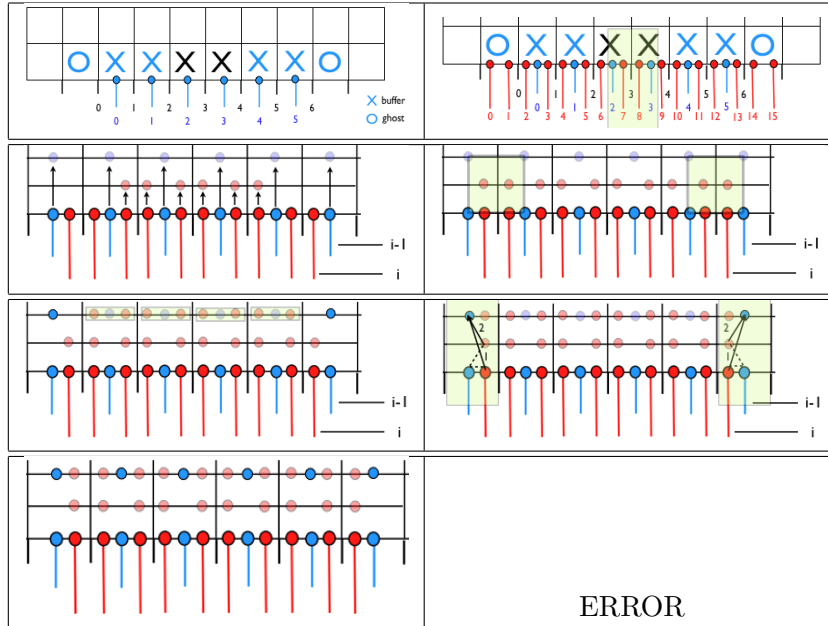 O X X X X X X O
X buffer
O ghost
0 1 2 3 4 5 6
0 1 2 3 4 5
O X X X X X X O
0 1 2 3 4 5 6
0 1 2 3 4 5
0 1 2 3 4 5 6 7 8 9 10 11 12 13 14 15
i-1
i
i-1
i
i-1
i
2 2
1 1
i-1
i
ERROR